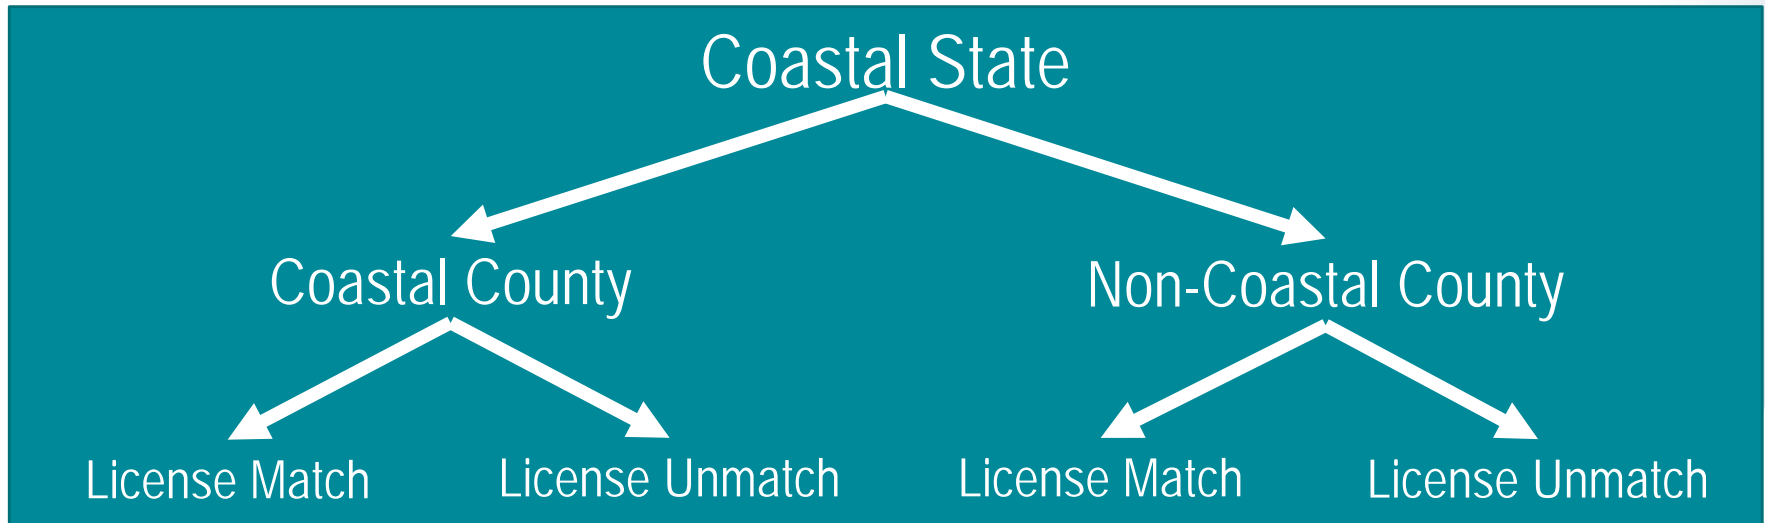 Coastal State
Coastal County
Non-Coastal County
License Match
License Unmatch
License Match
License Unmatch